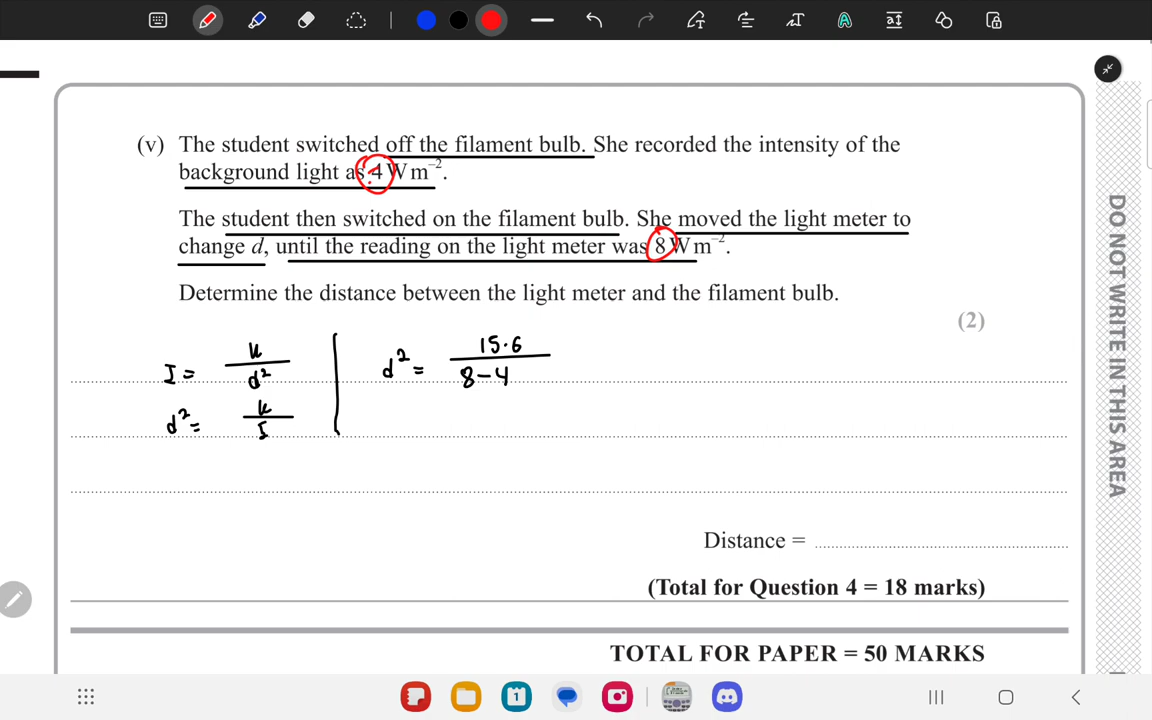 (v) The student switched off the filament bulb. She recorded the intensity of the
background light as 4 W m⁻².
The student then switched on the filament bulb. She moved the light meter to
change d, until the reading on the light meter was 8 W m⁻².
Determine the distance between the light meter and the filament bulb.
(2)
I = k / d²
d² = k / I
d² = 15.6 / 8-4
Distance =
(Total for Question 4 = 18 marks)
TOTAL FOR PAPER = 50 MARKS
DO NOT WRITE IN THIS AREA